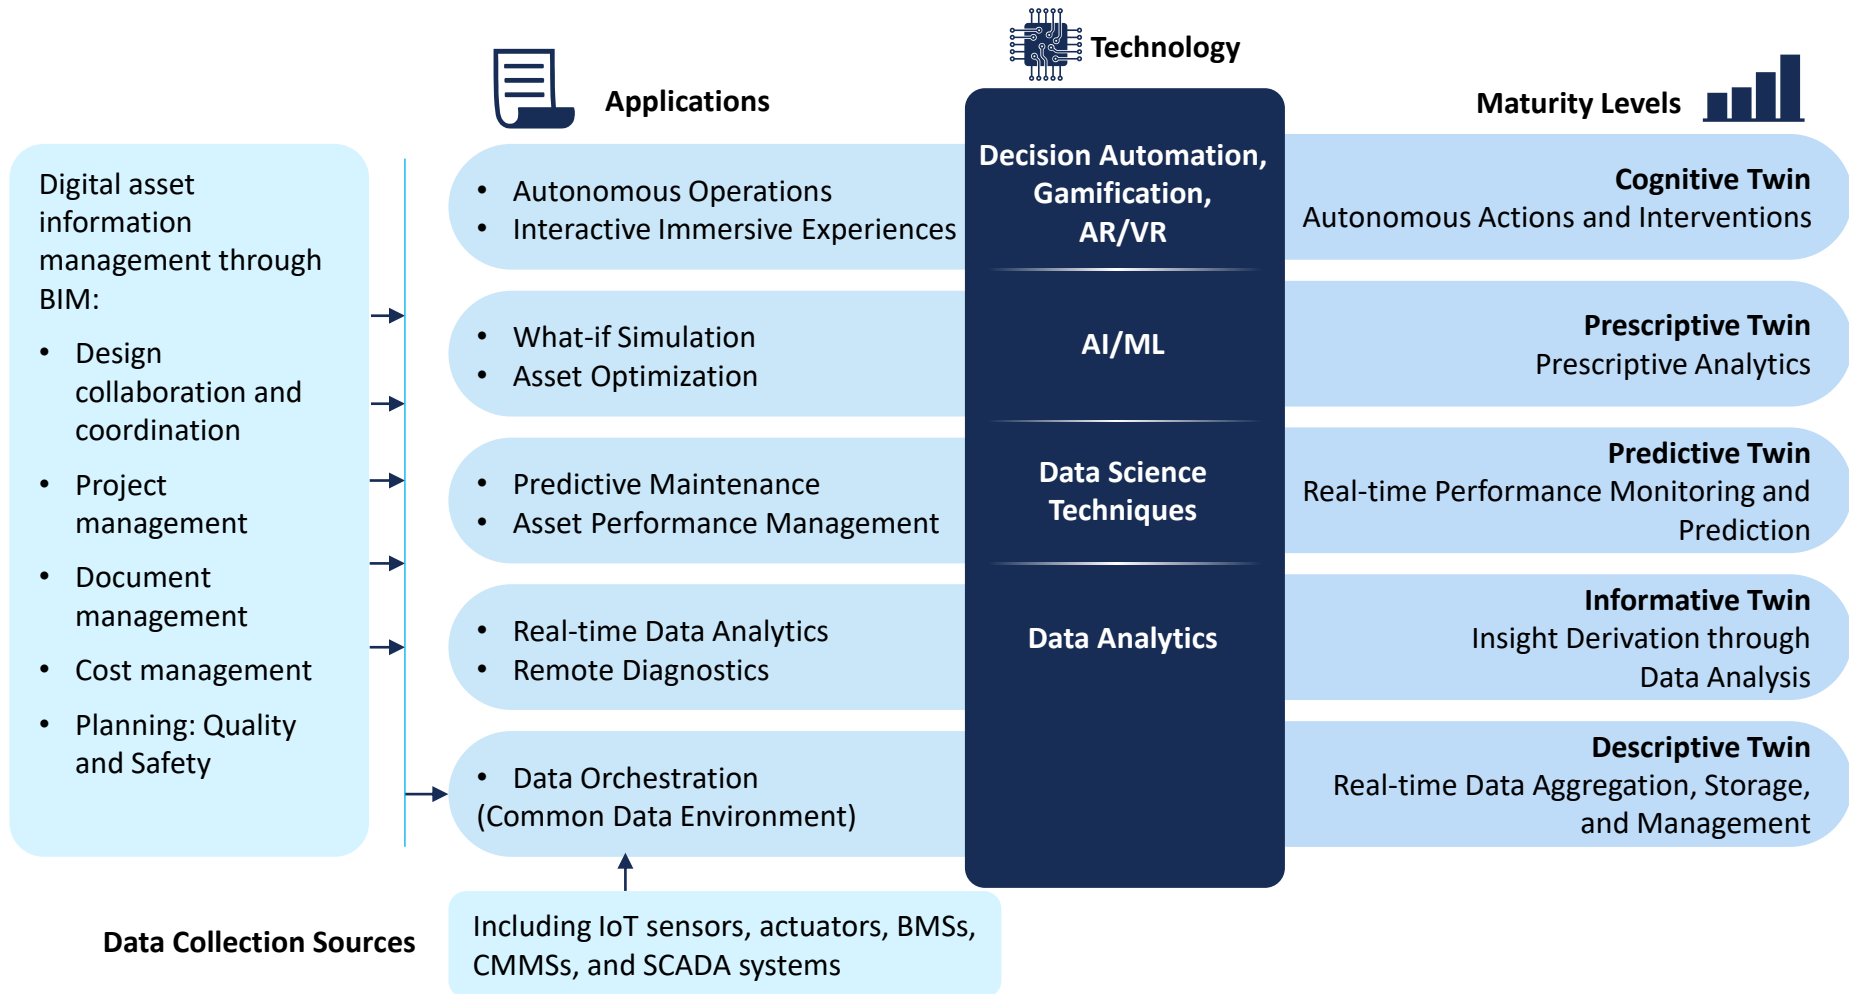 Technology
Applications
Maturity Levels
Digital asset
information
management through
BIM:
• Design
collaboration and
coordination
• Project
management
• Document
management
• Cost management
• Planning: Quality
and Safety
• Autonomous Operations
• Interactive Immersive Experiences
Decision Automation,
Gamification,
AR/VR
Cognitive Twin
Autonomous Actions and Interventions
• What-if Simulation
• Asset Optimization
AI/ML
Prescriptive Twin
Prescriptive Analytics
• Predictive Maintenance
• Asset Performance Management
Data Science
Techniques
Predictive Twin
Real-time Performance Monitoring and
Prediction
• Real-time Data Analytics
• Remote Diagnostics
Data Analytics
Informative Twin
Insight Derivation through
Data Analysis
• Data Orchestration
(Common Data Environment)
Descriptive Twin
Real-time Data Aggregation, Storage,
and Management
Data Collection Sources
Including IoT sensors, actuators, BMSs,
CMMSs, and SCADA systems